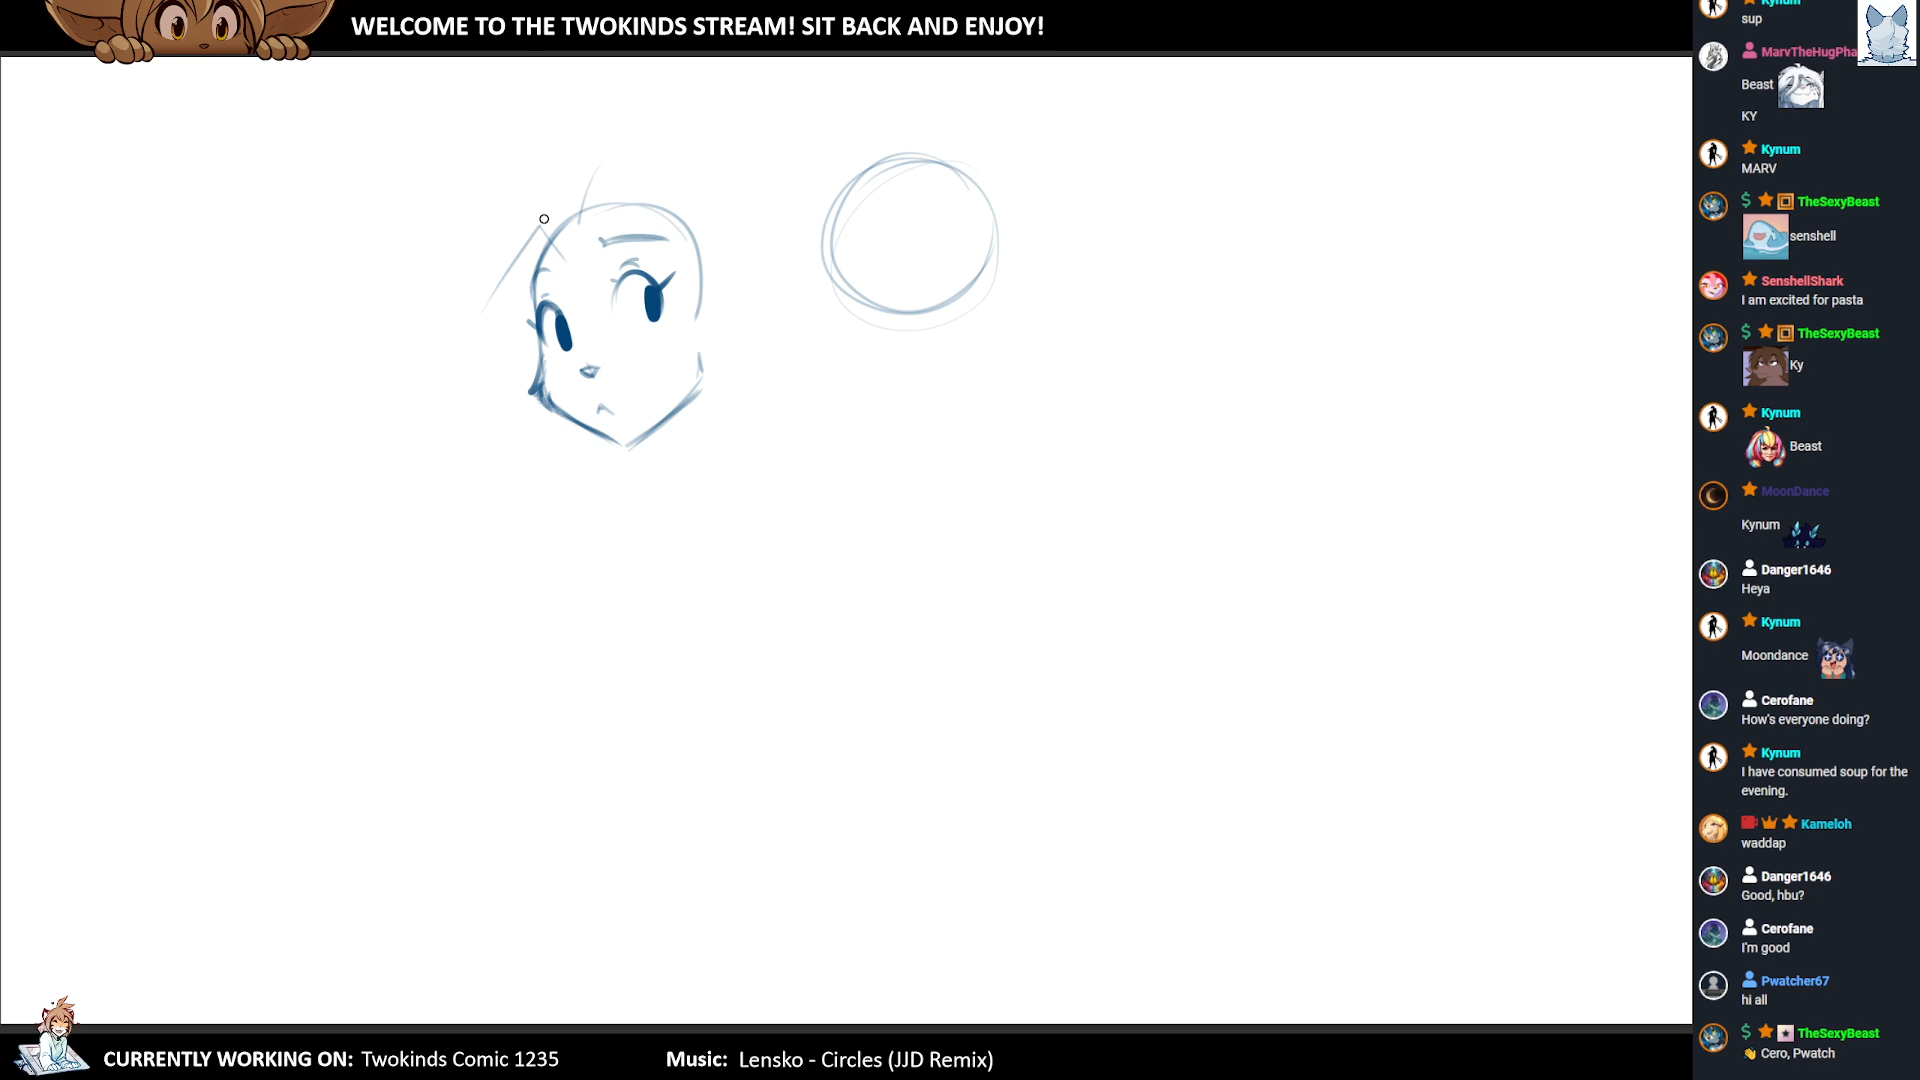 WELCOME TO THE TWOKINDS STREAM! SIT BACK AND ENJOY!
Kynum
sup
MarvTheHugPha
Beast
KY
Kynum
MARV
$ TheSexyBeast
senshell
SenshellShark
I am excited for pasta
$ TheSexyBeast
Ky
Kynum
Beast
MoonDance
Kynum
Danger1646
Heya
Kynum
Moondance
Cerofane
How's everyone doing?
Kynum
I have consumed soup for the
evening.
Kameloh
waddap
Danger1646
Good, hbu?
Cerofane
I'm good
Pwatcher67
hi all
$ TheSexyBeast
👋 Cero, Pwatch
CURRENTLY WORKING ON: Twokinds Comic 1235
Music: Lensko - Circles (JJD Remix)